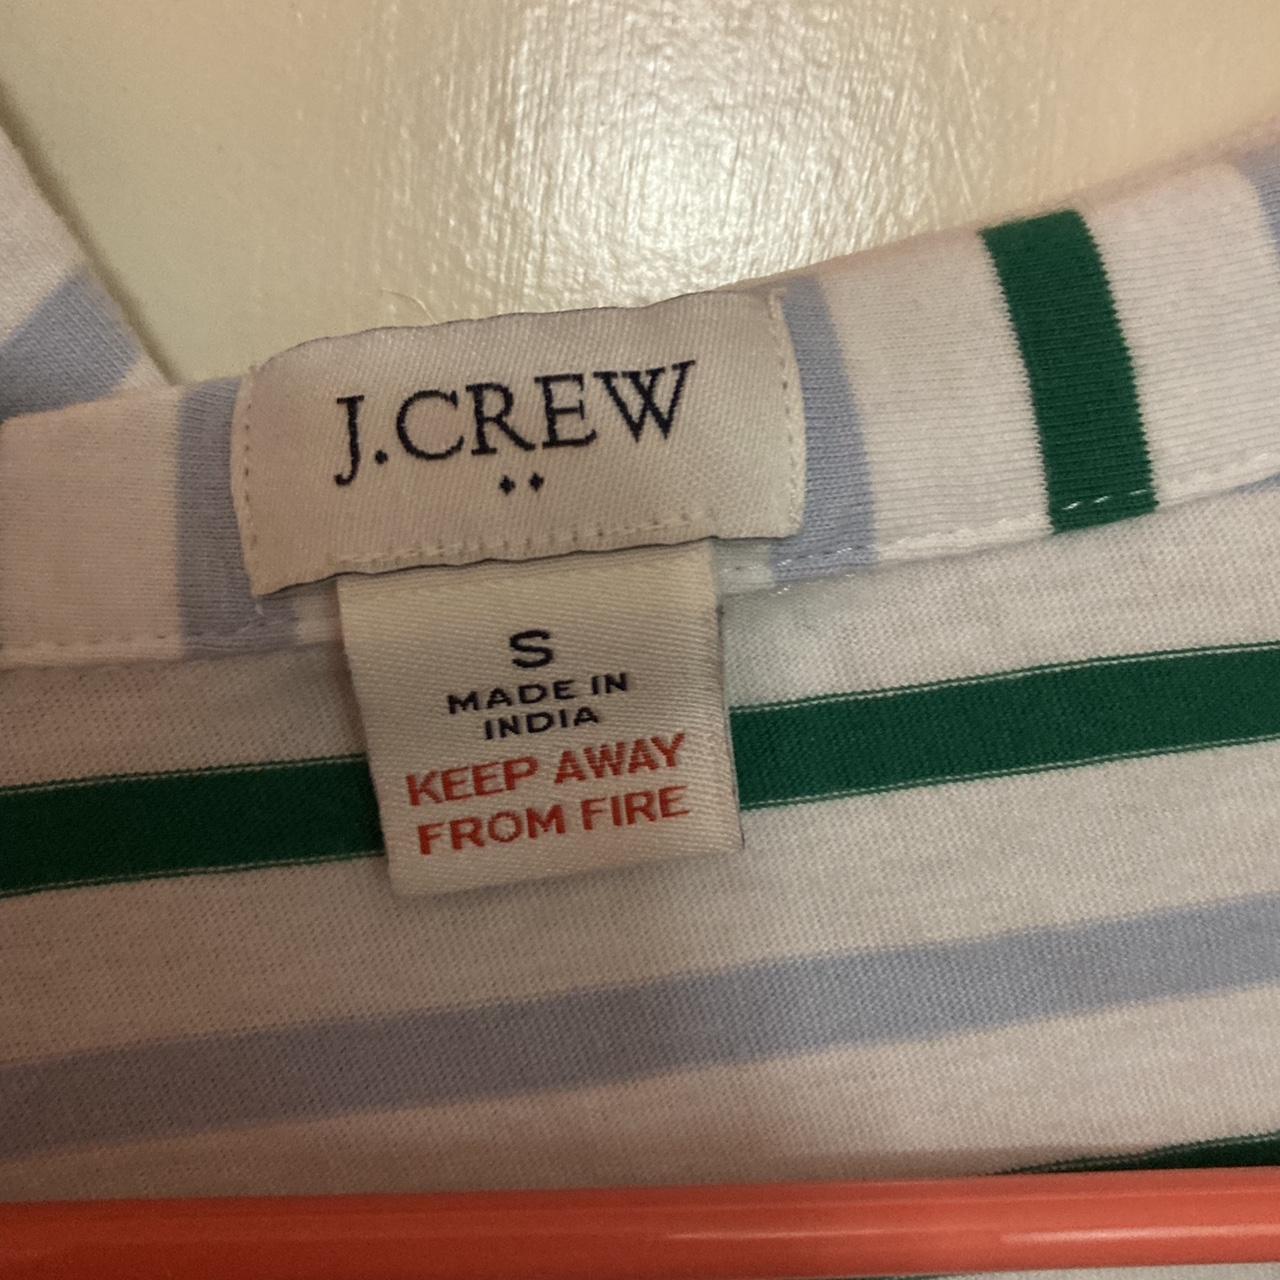 J.CREW
S
MADE IN
INDIA
KEEP AWAY
FROM FIRE